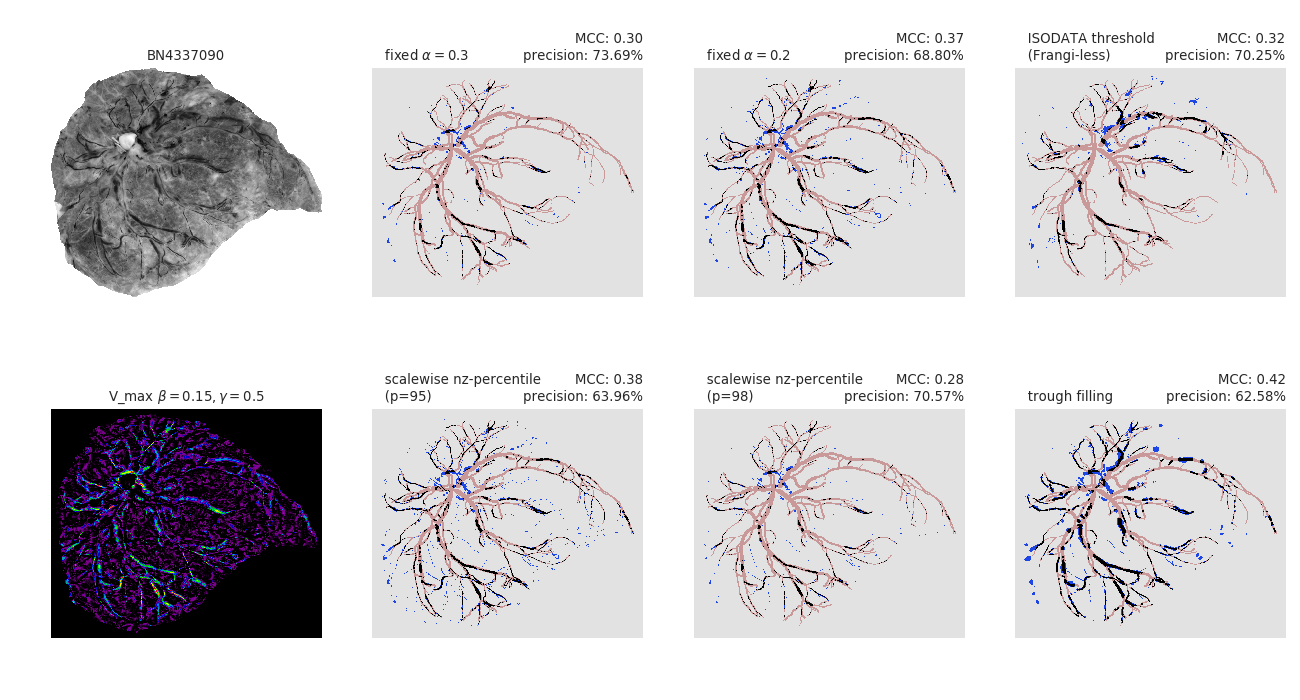 BN4337090
MCC: 0.30
fixed α = 0.3 precision: 73.69%
MCC: 0.37
fixed α = 0.2 precision: 68.80%
ISODATA threshold MCC: 0.32
(Frangi-less) precision: 70.25%
V_max β = 0.15, γ = 0.5
scalewise nz-percentile MCC: 0.38
(p=95) precision: 63.96%
scalewise nz-percentile MCC: 0.28
(p=98) precision: 70.57%
MCC: 0.42
trough filling precision: 62.58%